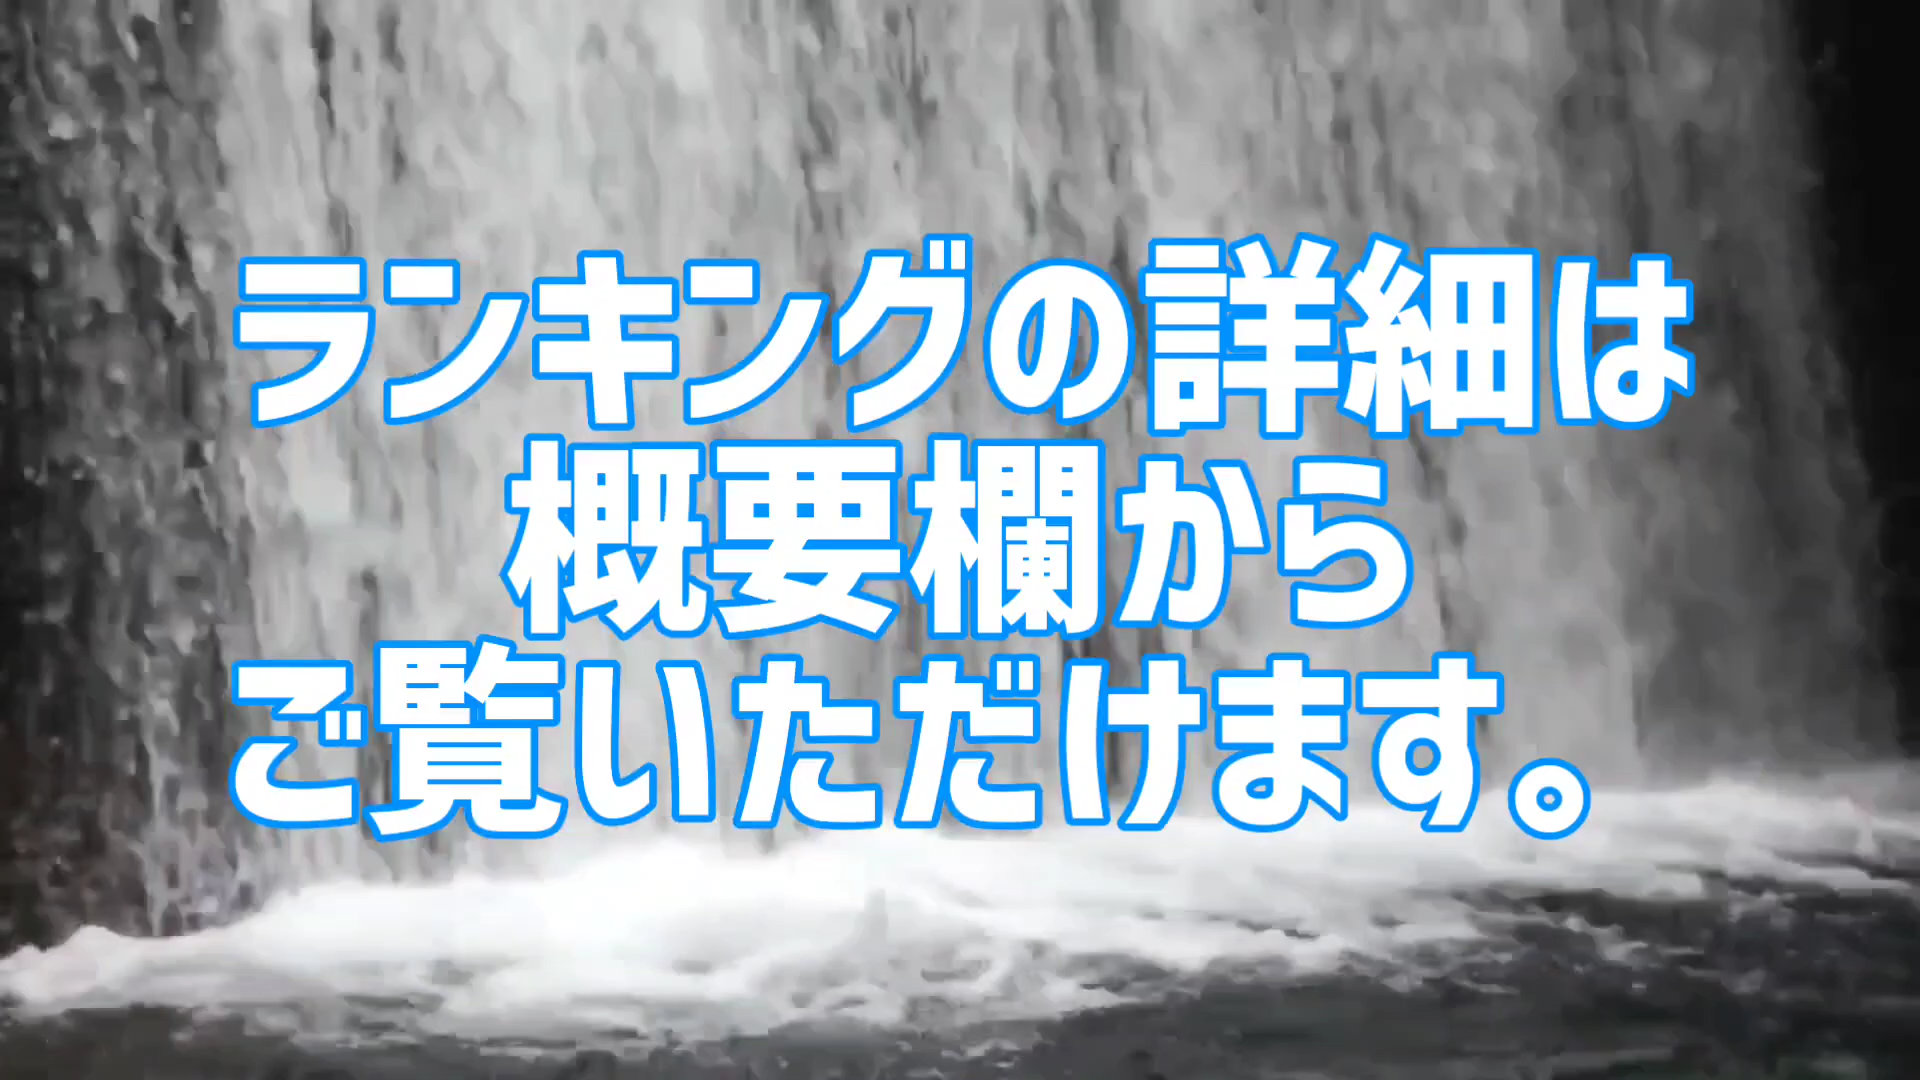 ランキングの詳細は
概要欄から
ご覧いただけます。